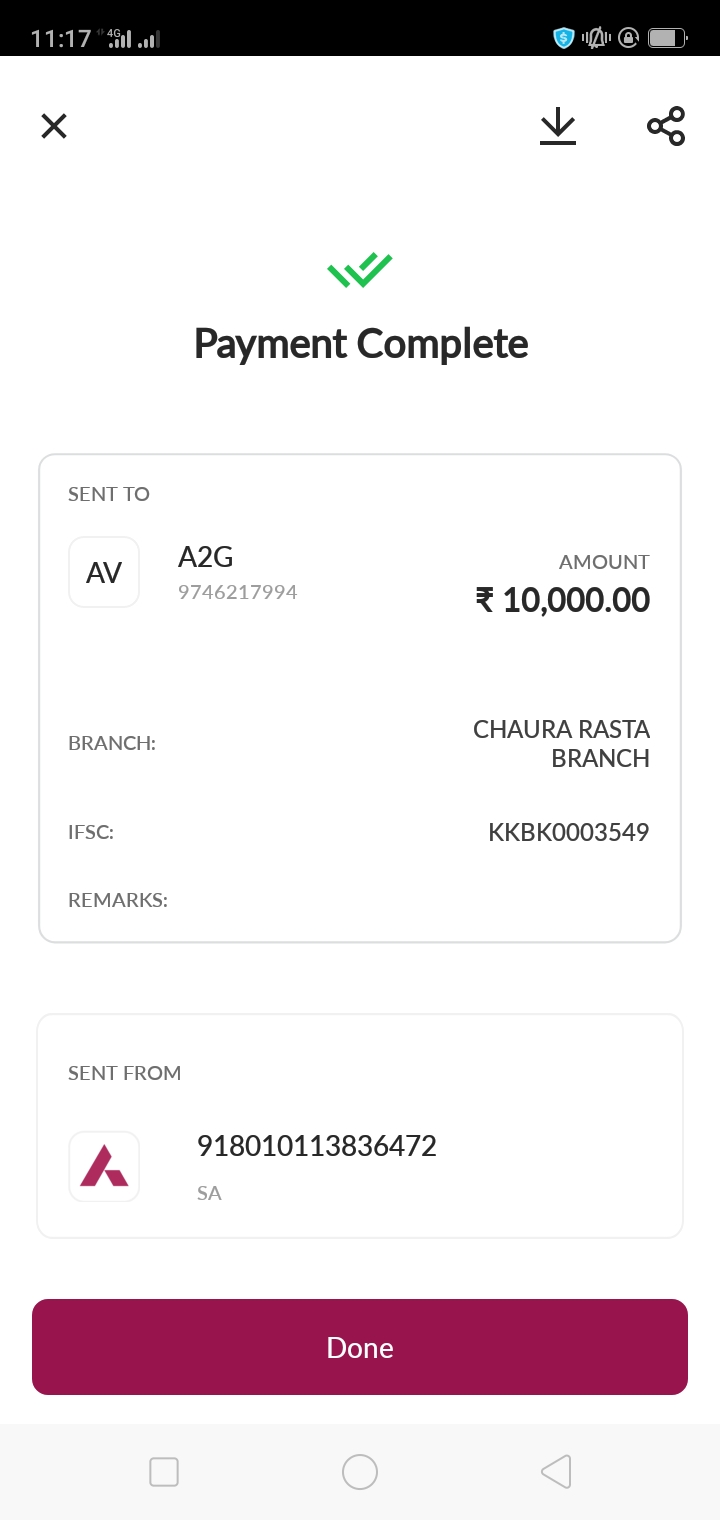 11:17 4G
Payment Complete
SENT TO
AV
A2G
9746217994
AMOUNT
₹ 10,000.00
BRANCH:
CHAURA RASTA
BRANCH
IFSC:
KKBK0003549
REMARKS:
SENT FROM
918010113836472
SA
Done